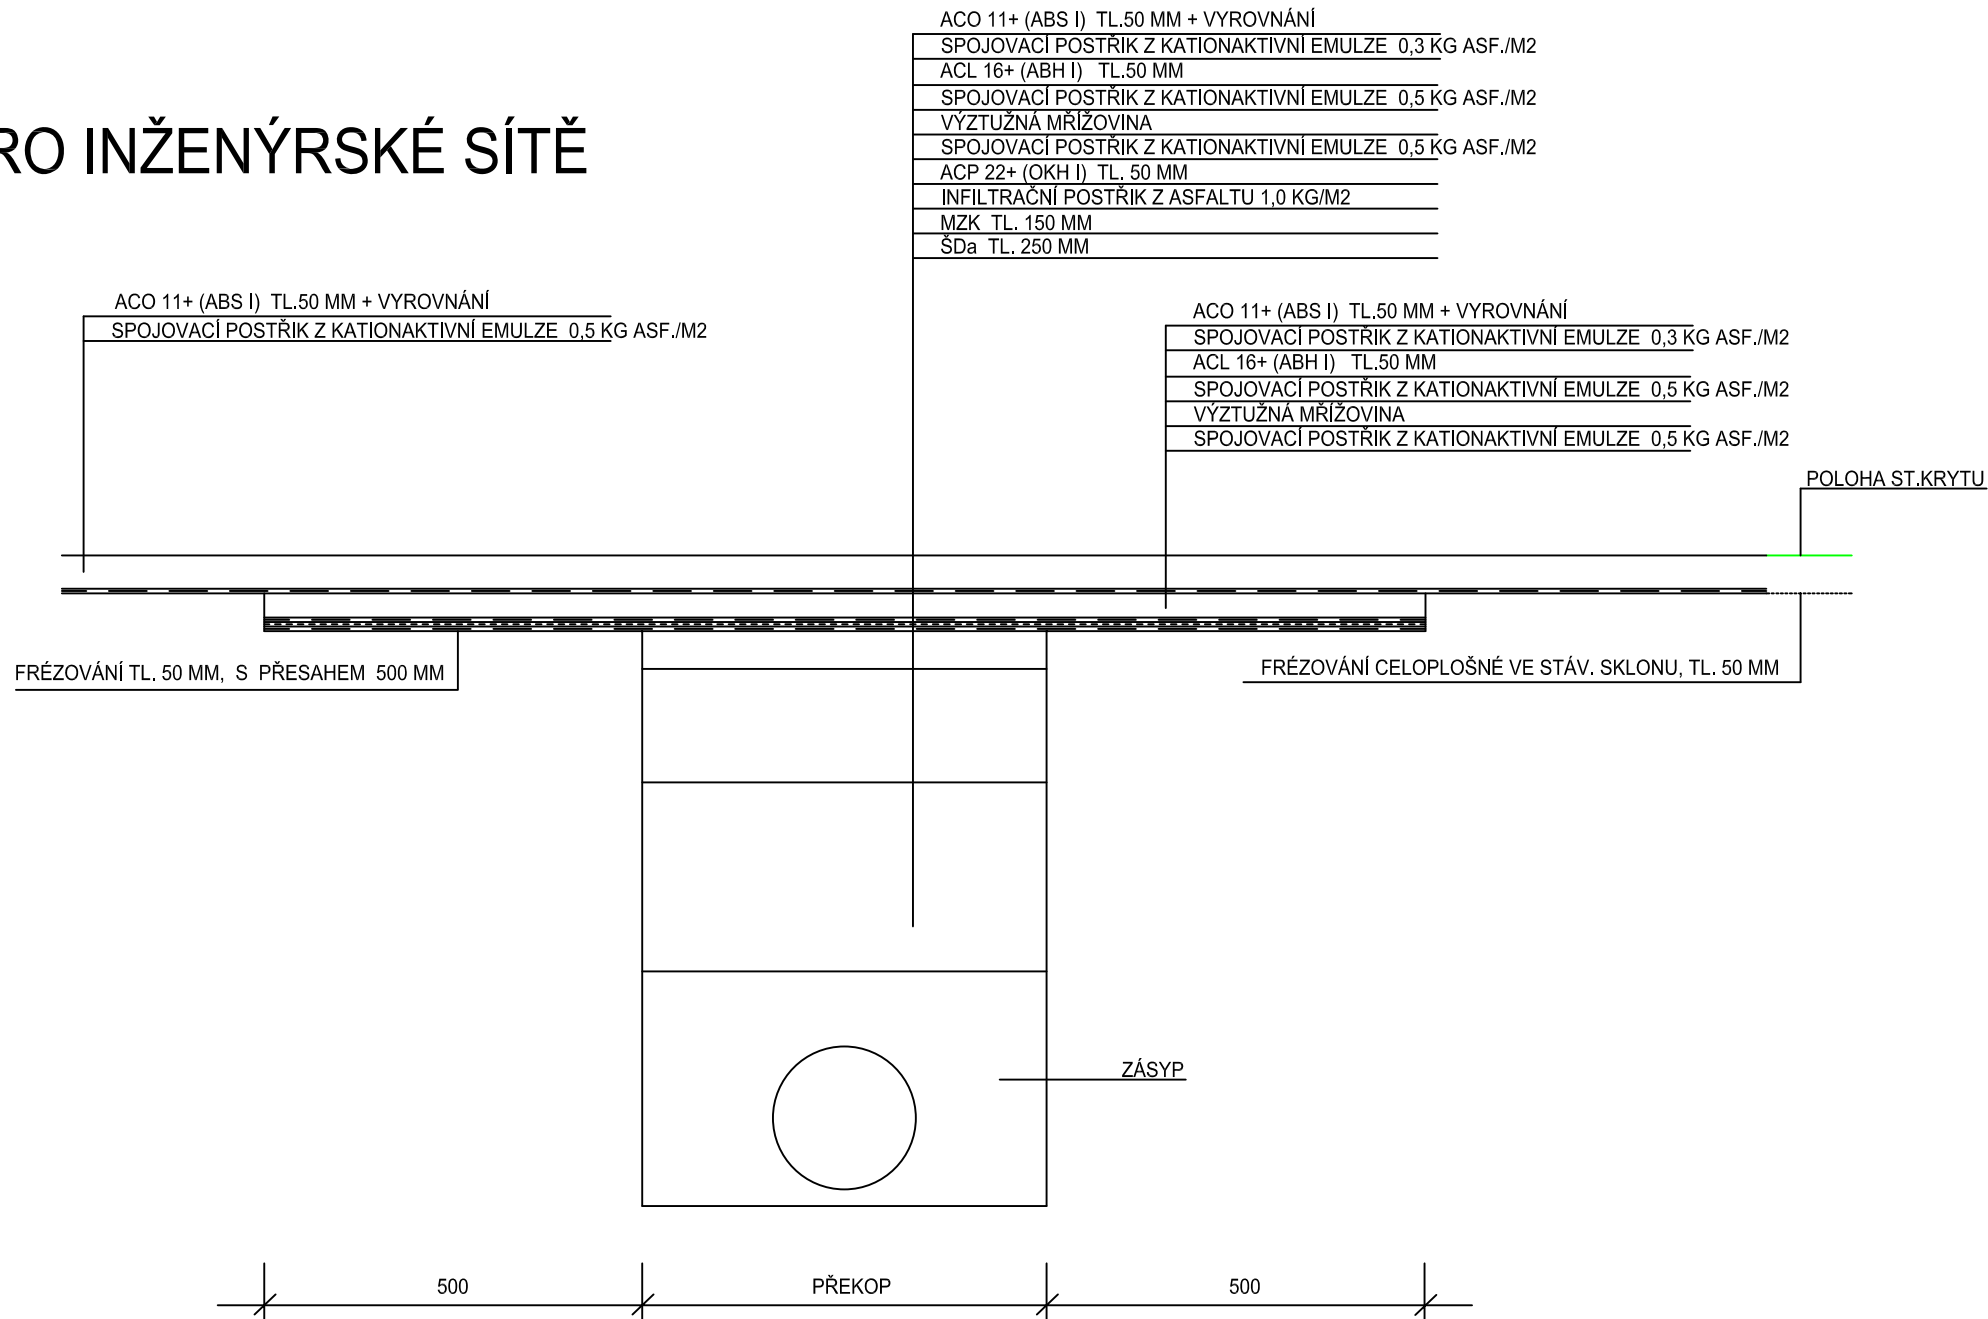 ACO 11+ (ABS I) TL.50 MM + VYROVNÁNÍ
SPOJOVACÍ POSTŘIK Z KATIONAKTIVNÍ EMULZE 0,3 KG ASF./M2
ACL 16+ (ABH I) TL.50 MM
SPOJOVACÍ POSTŘIK Z KATIONAKTIVNÍ EMULZE 0,5 KG ASF./M2
VÝZTUŽNÁ MŘÍŽOVINA
SPOJOVACÍ POSTŘIK Z KATIONAKTIVNÍ EMULZE 0,5 KG ASF./M2
ACP 22+ (OKH I) TL. 50 MM
INFILTRAČNÍ POSTŘIK Z ASFALTU 1,0 KG/M2
MZK TL. 150 MM
ŠDa TL. 250 MM
RO INŽENÝRSKÉ SÍTĚ
ACO 11+ (ABS I) TL.50 MM + VYROVNÁNÍ
SPOJOVACÍ POSTŘIK Z KATIONAKTIVNÍ EMULZE 0,5 KG ASF./M2
ACO 11+ (ABS I) TL.50 MM + VYROVNÁNÍ
SPOJOVACÍ POSTŘIK Z KATIONAKTIVNÍ EMULZE 0,3 KG ASF./M2
ACL 16+ (ABH I) TL.50 MM
SPOJOVACÍ POSTŘIK Z KATIONAKTIVNÍ EMULZE 0,5 KG ASF./M2
VÝZTUŽNÁ MŘÍŽOVINA
SPOJOVACÍ POSTŘIK Z KATIONAKTIVNÍ EMULZE 0,5 KG ASF./M2
POLOHA ST.KRYTU
FRÉZOVÁNÍ TL. 50 MM, S PŘESAHEM 500 MM
FRÉZOVÁNÍ CELOPLOŠNÉ VE STÁV. SKLONU, TL. 50 MM
ZÁSYP
500
PŘEKOP
500